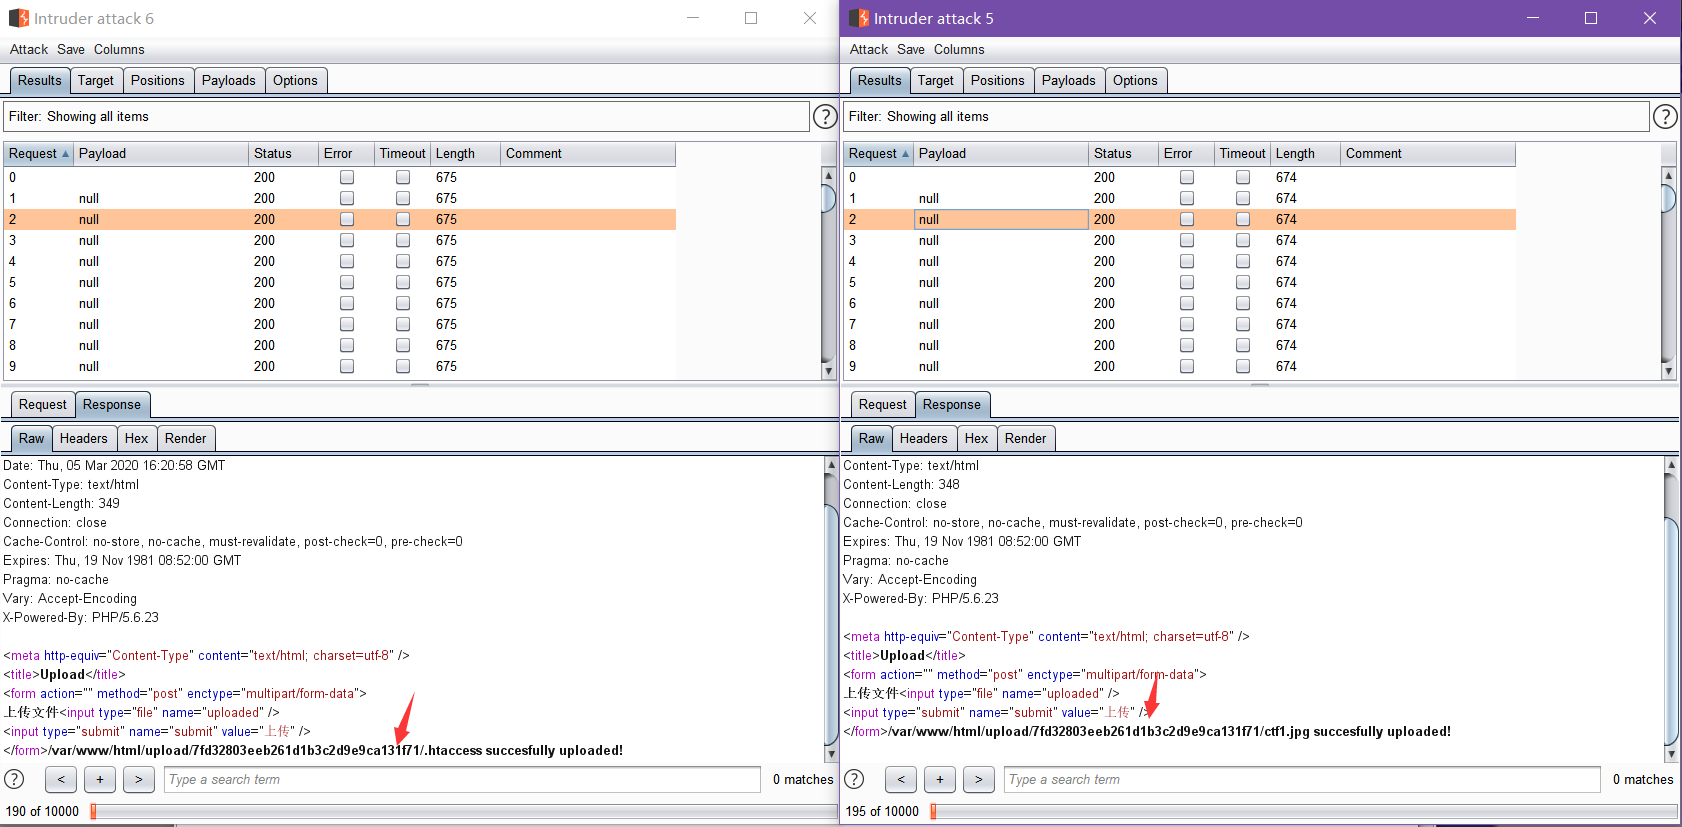 Intruder attack 6
Attack Save Columns
Results Target Positions Payloads Options
Filter: Showing all items
?
Request Payload Status Error Timeout Length Comment
0 200 675
1 null 200 675
2 null 200 675
3 null 200 675
4 null 200 675
5 null 200 675
6 null 200 675
7 null 200 675
8 null 200 675
9 null 200 675
Request Response
Raw Headers Hex Render
Date: Thu, 05 Mar 2020 16:20:58 GMT
Content-Type: text/html
Content-Length: 349
Connection: close
Cache-Control: no-store, no-cache, must-revalidate, post-check=0, pre-check=0
Expires: Thu, 19 Nov 1981 08:52:00 GMT
Pragma: no-cache
Vary: Accept-Encoding
X-Powered-By: PHP/5.6.23
<meta http-equiv="Content-Type" content="text/html; charset=utf-8" />
<title>Upload</title>
<form action="" method="post" enctype="multipart/form-data">
上传文件<input type="file" name="uploaded" />
<input type="submit" name="submit" value="上传" />
</form>/var/www/html/upload/7fd32803eeb261d1b3c2d9e9ca131f71/.htaccess succesfully uploaded!
? < + > Type a search term 0 matches
190 of 10000
Intruder attack 5
Attack Save Columns
Results Target Positions Payloads Options
Filter: Showing all items
?
Request Payload Status Error Timeout Length Comment
0 200 674
1 null 200 674
2 null 200 674
3 null 200 674
4 null 200 674
5 null 200 674
6 null 200 674
7 null 200 674
8 null 200 674
9 null 200 674
Request Response
Raw Headers Hex Render
Content-Type: text/html
Content-Length: 348
Connection: close
Cache-Control: no-store, no-cache, must-revalidate, post-check=0, pre-check=0
Expires: Thu, 19 Nov 1981 08:52:00 GMT
Pragma: no-cache
Vary: Accept-Encoding
X-Powered-By: PHP/5.6.23
<meta http-equiv="Content-Type" content="text/html; charset=utf-8" />
<title>Upload</title>
<form action="" method="post" enctype="multipart/form-data">
上传文件<input type="file" name="uploaded" />
<input type="submit" name="submit" value="上传" />
</form>/var/www/html/upload/7fd32803eeb261d1b3c2d9e9ca131f71/ctf1.jpg succesfully uploaded!
? < + > Type a search term 0 matches
195 of 10000